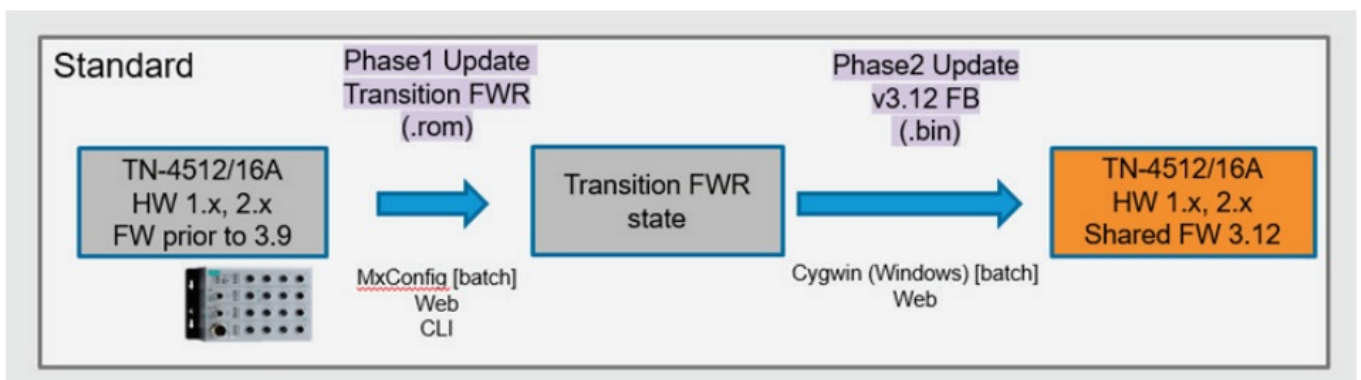 Standard
Phase1 Update
Transition FWR
(.rom)
Phase2 Update
v3.12 FB
(.bin)
TN-4512/16A
HW 1.x, 2.x
FW prior to 3.9
Transition FWR
state
TN-4512/16A
HW 1.x, 2.x
Shared FW 3.12
MxConfig [batch]
Web
CLI
Cygwin (Windows) [batch]
Web